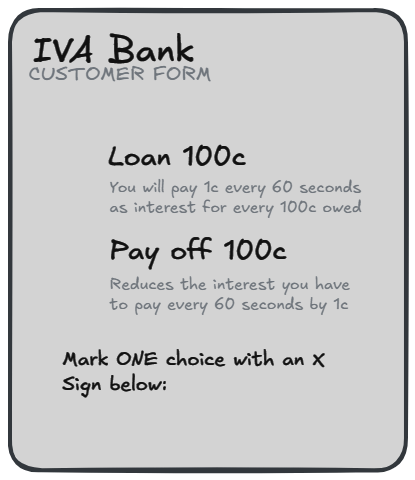 IVA Bank
CUSTOMER FORM
Loan 100c
You will pay 1c every 60 seconds
as interest for every 100c owed
Pay off 100c
Reduces the interest you have
to pay every 60 seconds by 1c
Mark ONE choice with an X
Sign below: